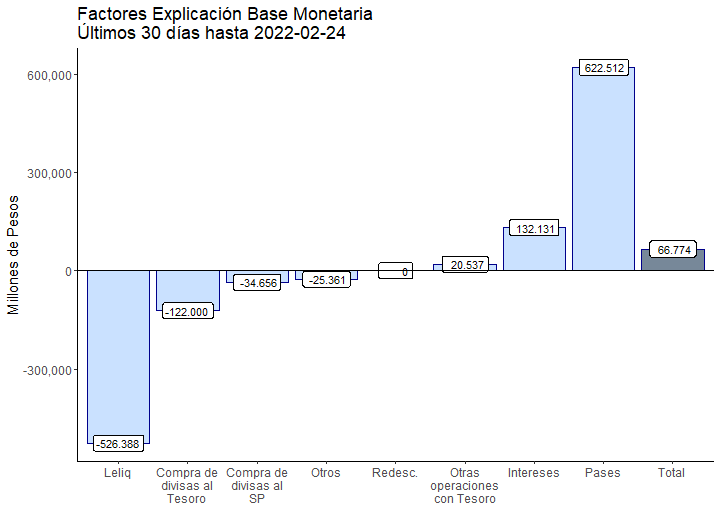 Factores Explicación Base Monetaria
Últimos 30 días hasta 2022-02-24
Millones de Pesos
600,000
300,000
0
-300,000
-526.388
-122.000
-34.656
-25.361
0
20.537
132.131
622.512
66.774
Leliq
Compra de
divisas al
Tesoro
Compra de
divisas al
SP
Otros
Redesc.
Otras
operaciones
con Tesoro
Intereses
Pases
Total